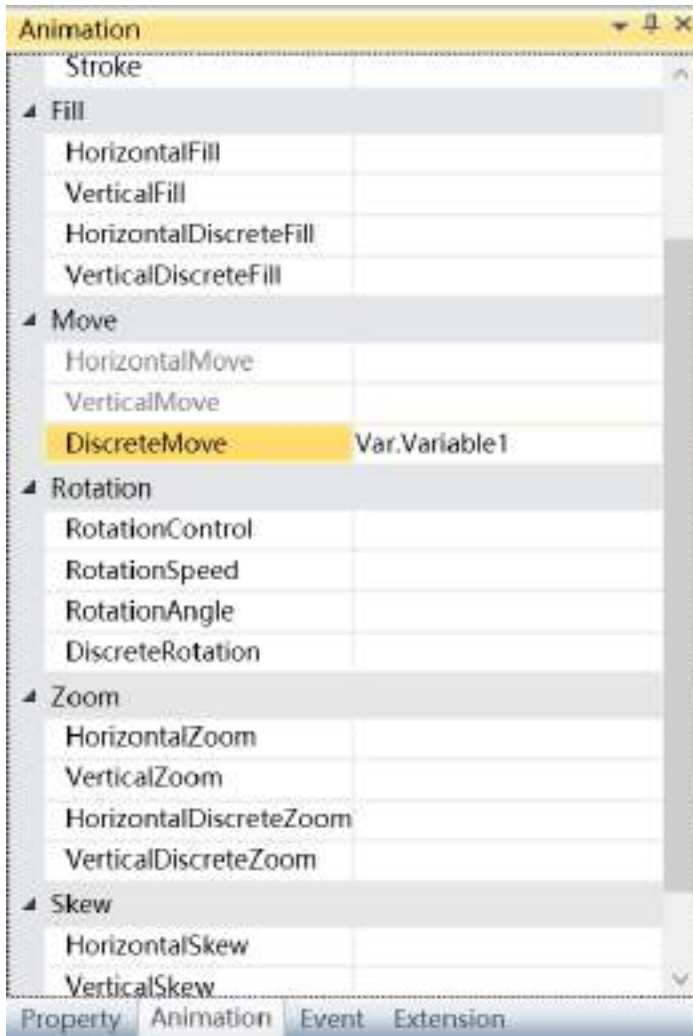 Animation
Stroke
Fill
HorizontalFill
VerticalFill
HorizontalDiscreteFill
VerticalDiscreteFill
Move
HorizontalMove
VerticalMove
DiscreteMove Var.Variable1
Rotation
RotationControl
RotationSpeed
RotationAngle
DiscreteRotation
Zoom
HorizontalZoom
VerticalZoom
HorizontalDiscreteZoom
VerticalDiscreteZoom
Skew
HorizontalSkew
VerticalSkew
Property Animation Event Extension